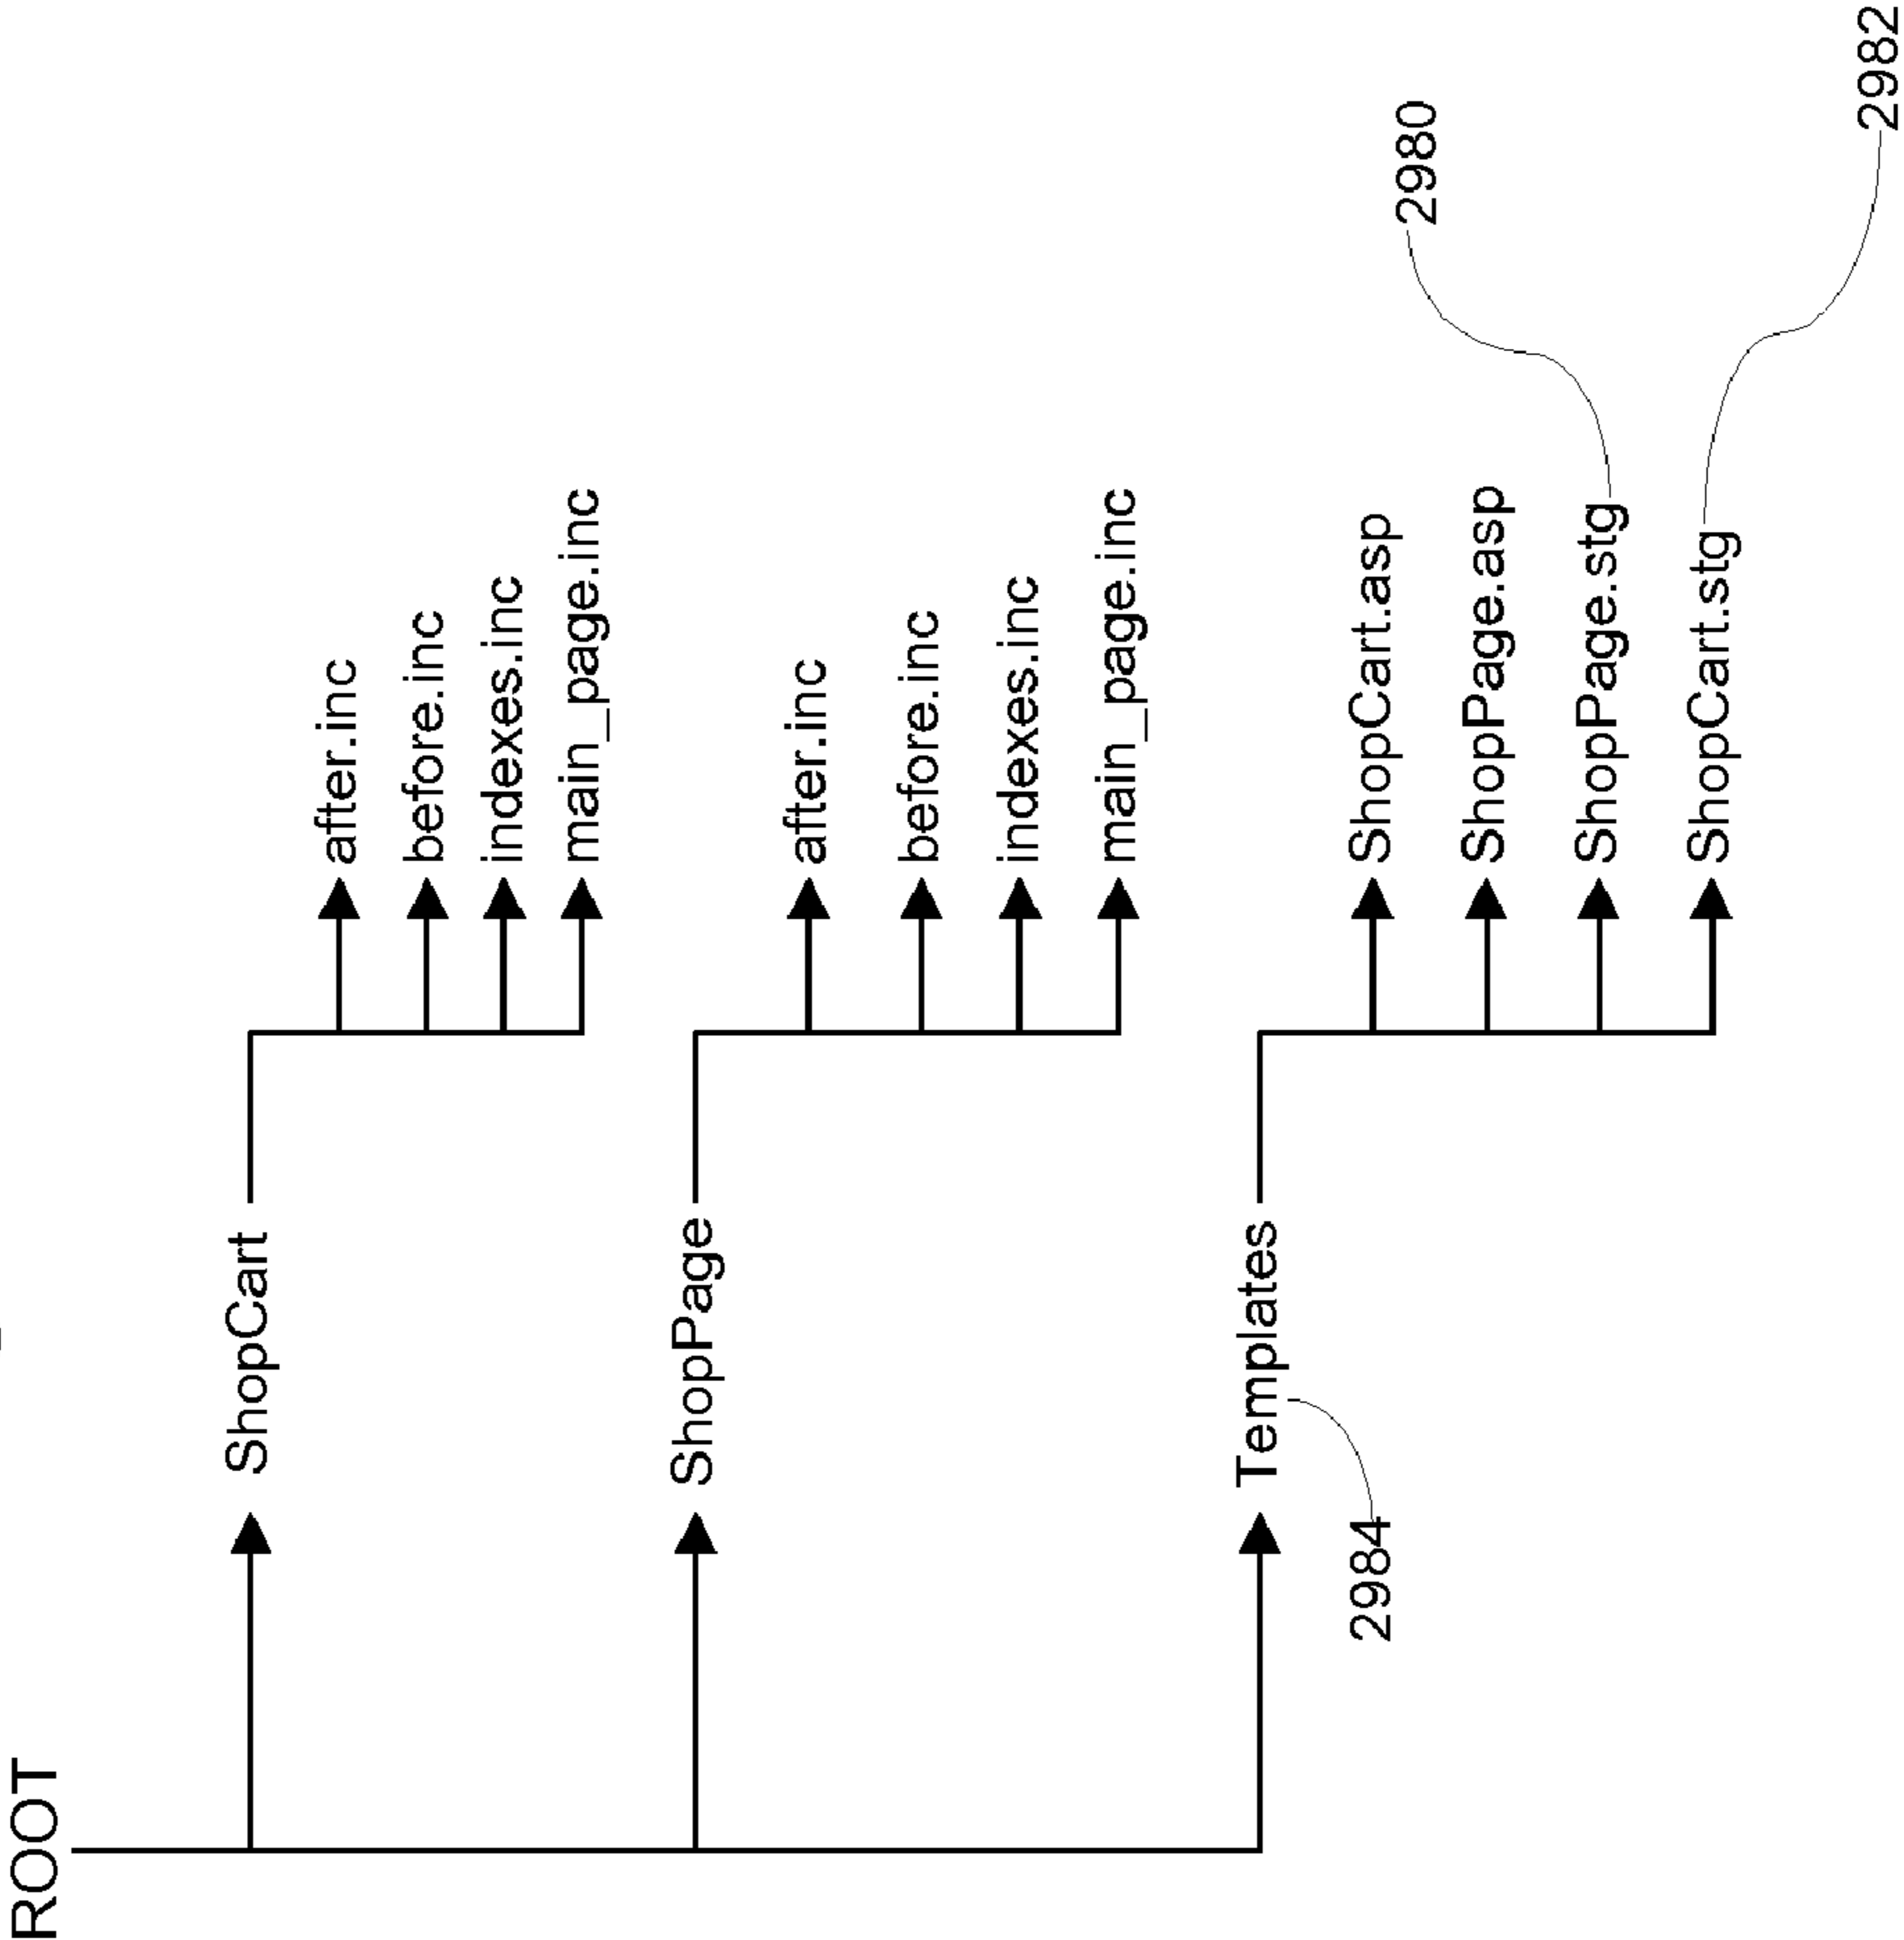 ROOT
ShopCart
after.inc
before.inc
indexes.inc
main_page.inc
ShopPage
after.inc
before.inc
indexes.inc
main_page.inc
Templates
2984
ShopCart.asp
ShopPage.asp
ShopPage.stg
2980
ShopCart.stg
2982